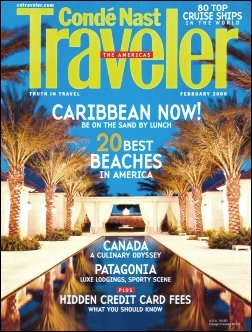 cntraveler.com
80 TOP
CRUISE SHIPS
IN THE WORLD
Condé Nast
Traveler
THE AMERICAS
TRUTH IN TRAVEL
FEBRUARY 2006
CARIBBEAN NOW!
BE ON THE SAND BY LUNCH
20 BEST
BEACHES
IN AMERICA
CANADA
A CULINARY ODYSSEY
PATAGONIA
LUXE LODGINGS, SPORTY SCENE
PLUS
HIDDEN CREDIT CARD FEES
WHAT YOU SHOULD KNOW